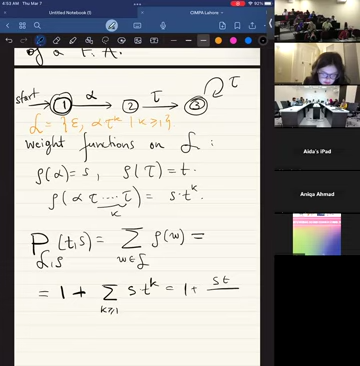 4:53 AM Thu Mar 7
92%
Untitled Notebook (5)
CIMPA Lahore
of a F. A.
start → ① α → ② τ → ③ τ
ℒ = {ε, ατ^k | k≥1}
weight functions on ℒ :
ρ(α)=s, ρ(τ)=t.
ρ(ατ...τ) = s·t^k.
k
P_{ℒ,ρ}(t,s) = Σ_{w∈ℒ} ρ(w) =
= 1 + Σ_{k≥1} s t^k = 1 + st
Aida's iPad
Aniqa Ahmad